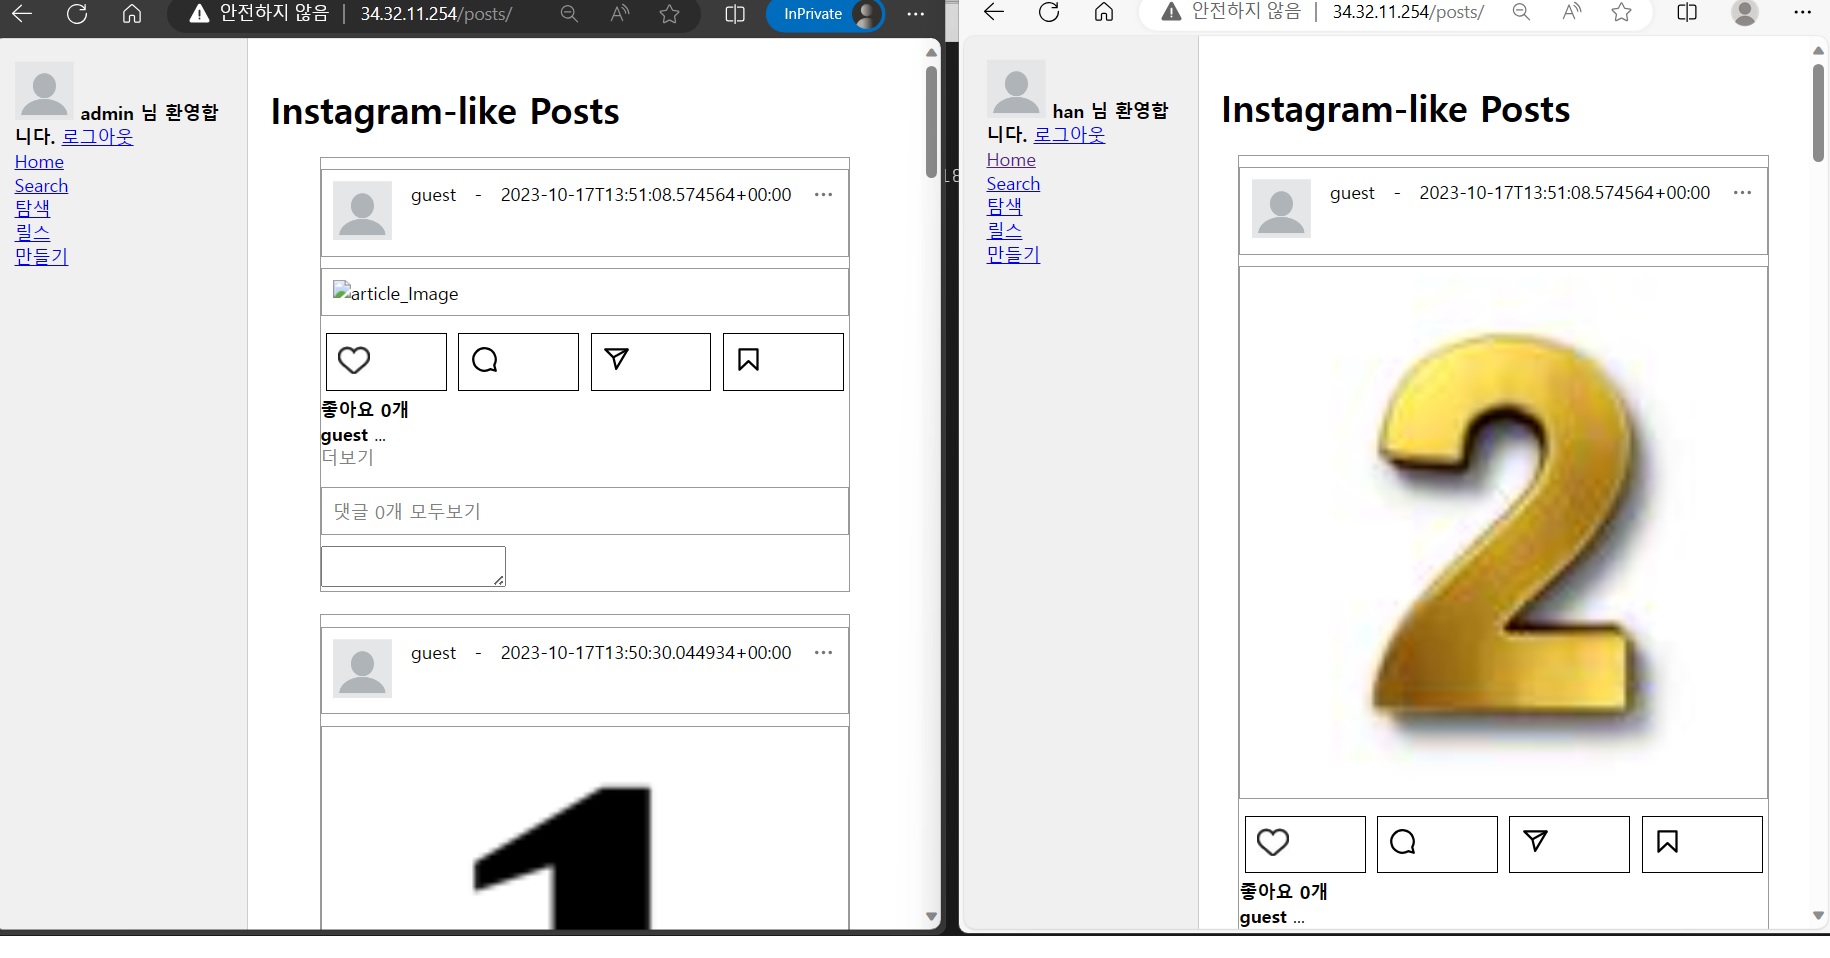 안전하지 않음 | 34.32.11.254/posts/
InPrivate
admin 님 환영합
니다. 로그아웃
Home
Search
탐색
릴스
만들기
Instagram-like Posts
guest - 2023-10-17T13:51:08.574564+00:00 ...
article_Image
좋아요 0개
guest ...
더보기
댓글 0개 모두보기
guest - 2023-10-17T13:50:30.044934+00:00 ...
1
안전하지 않음 | 34.32.11.254/posts/
han 님 환영합
니다. 로그아웃
Home
Search
탐색
릴스
만들기
Instagram-like Posts
guest - 2023-10-17T13:51:08.574564+00:00 ...
2
좋아요 0개
guest ...